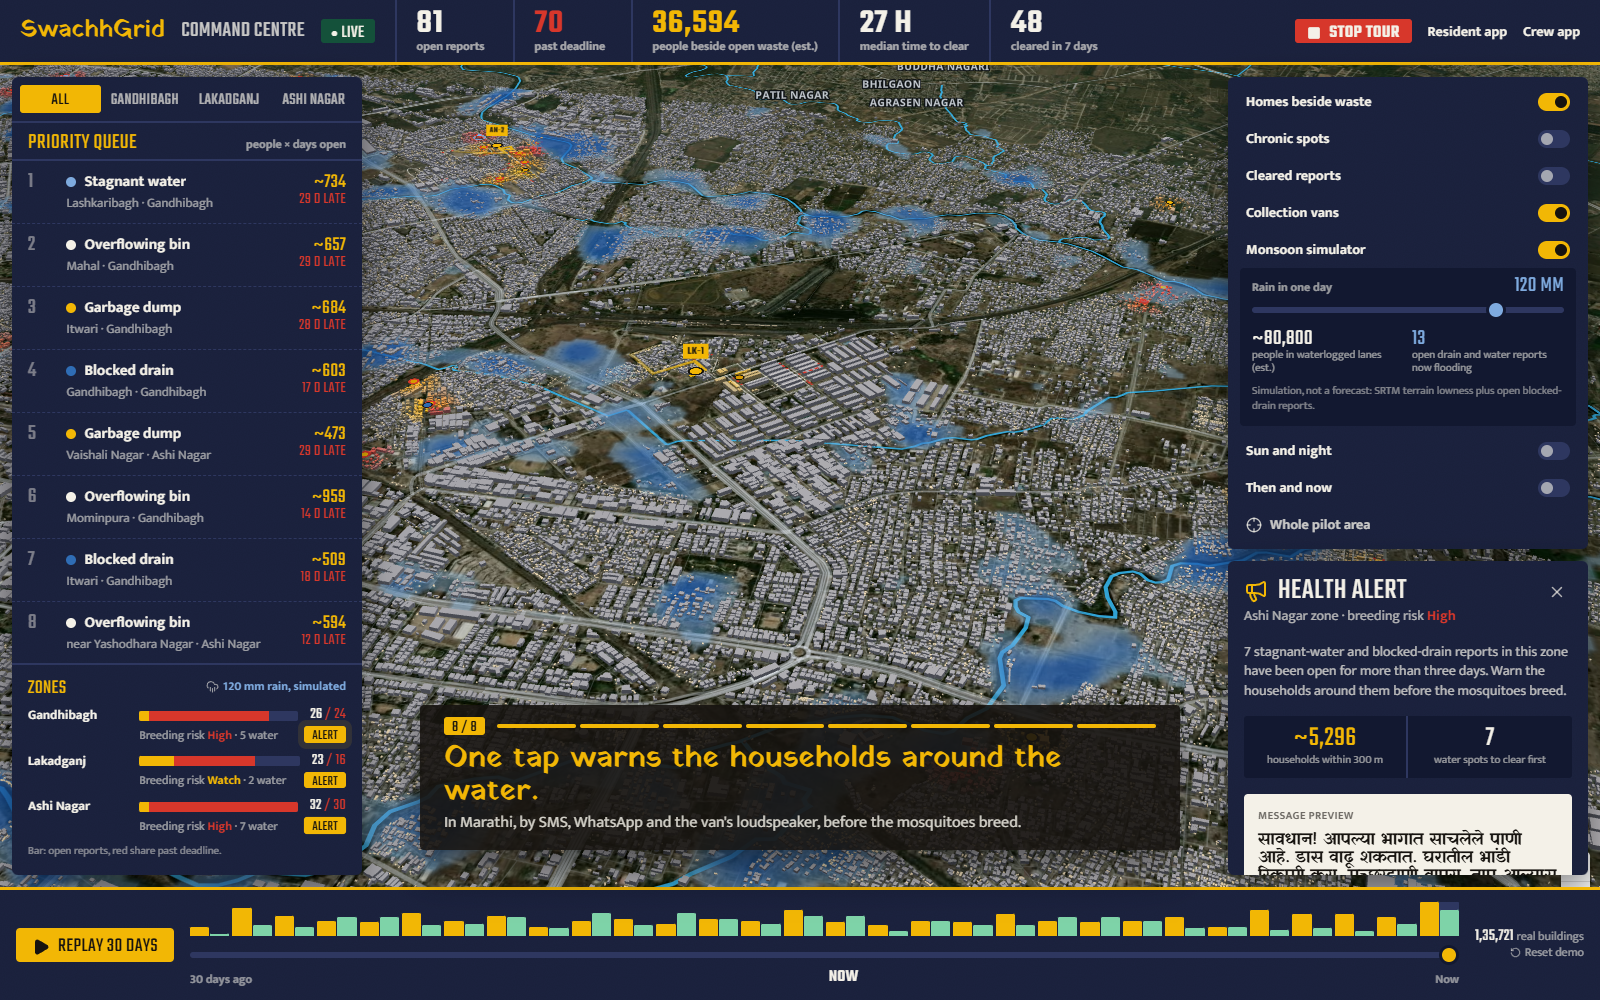 SwachhGrid COMMAND CENTRE ● LIVE
81 open reports
70 past deadline
36,594 people beside open waste (est.)
27 H median time to clear
48 cleared in 7 days
STOP TOUR
Resident app
Crew app
ALL GANDHIBAGH LAKADGANJ ASHI NAGAR
PRIORITY QUEUE people × days open
1 Stagnant water ~734
Lashkaribagh · Gandhibagh 29 D LATE
2 Overflowing bin ~657
Mahal · Gandhibagh 29 D LATE
3 Garbage dump ~684
Itwari · Gandhibagh 28 D LATE
4 Blocked drain ~603
Gandhibagh · Gandhibagh 17 D LATE
5 Garbage dump ~473
Vaishali Nagar · Ashi Nagar 29 D LATE
6 Overflowing bin ~959
Mominpura · Gandhibagh 14 D LATE
7 Blocked drain ~509
Itwari · Gandhibagh 18 D LATE
8 Overflowing bin ~594
near Yashodhara Nagar · Ashi Nagar 12 D LATE
ZONES 120 mm rain, simulated
Gandhibagh 26 / 24
Breeding risk High · 5 water ALERT
Lakadganj 23 / 16
Breeding risk Watch · 2 water ALERT
Ashi Nagar 32 / 30
Breeding risk High · 7 water ALERT
Bar: open reports, red share past deadline.
BUDDHA NAGARI
BHILGAON
PATIL NAGAR
AGRASEN NAGAR
AN-2
LK-1
8 / 8
One tap warns the households around the
water.
In Marathi, by SMS, WhatsApp and the van's loudspeaker, before the mosquitoes breed.
Homes beside waste
Chronic spots
Cleared reports
Collection vans
Monsoon simulator
Rain in one day 120 MM
~80,800 13
people in waterlogged lanes open drain and water reports
(est.) now flooding
Simulation, not a forecast: SRTM terrain lowness plus open blocked-
drain reports.
Sun and night
Then and now
Whole pilot area
HEALTH ALERT
Ashi Nagar zone · breeding risk High
7 stagnant-water and blocked-drain reports in this zone
have been open for more than three days. Warn the
households around them before the mosquitoes breed.
~5,296 7
households within 300 m water spots to clear first
MESSAGE PREVIEW
सावधान! आपल्या भागात साचलेले पाणी
आहे. डास वाढू शकतात. घरातील भांडी
REPLAY 30 DAYS
30 days ago NOW Now
1,35,721 real buildings
Reset demo